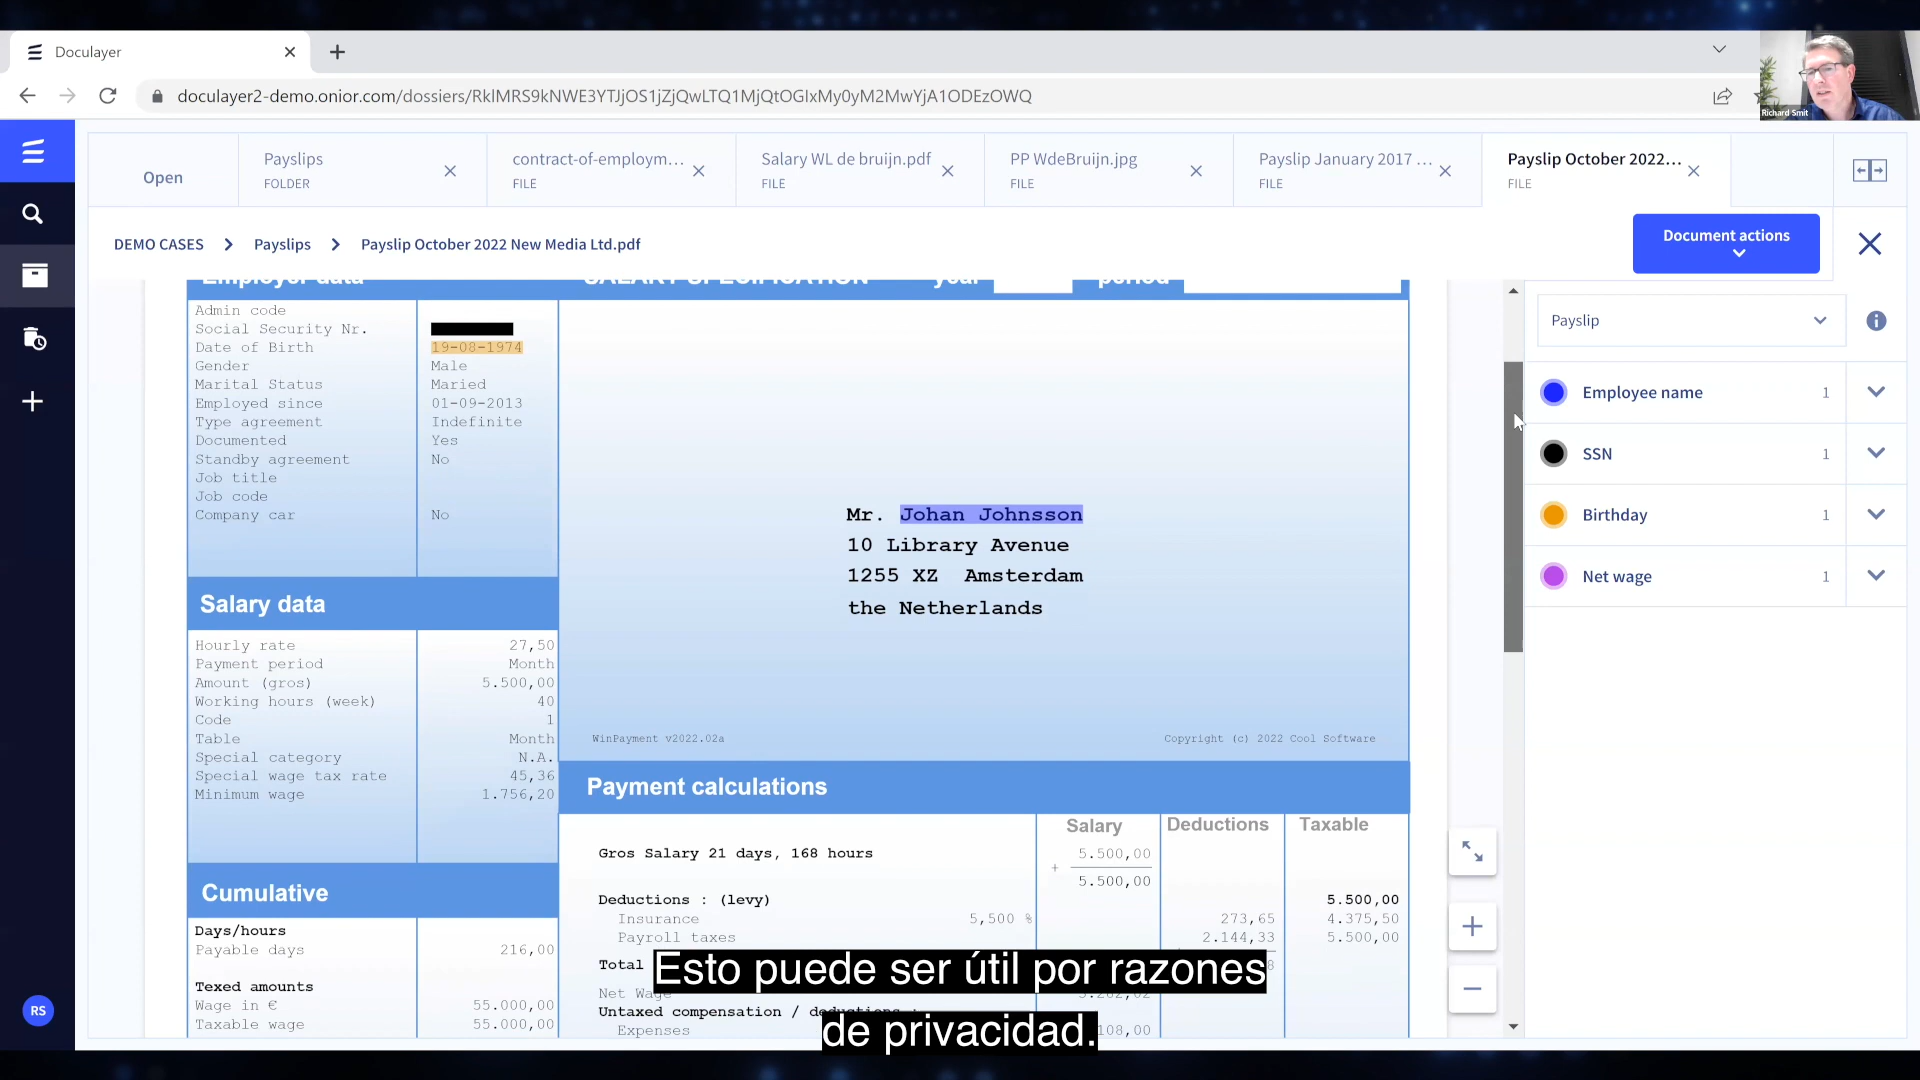 Doculayer
doculayer2-demo.onior.com/dossiers/RklMRS9kNWE3YTJjOS1jZjQwLTQ1MjQtOGIxMy0yM2MwYjA1ODEzOWQ
Richard Smit
Open
Payslips
FOLDER
contract-of-employm...
FILE
Salary WL de bruijn.pdf
FILE
PP WdeBruijn.jpg
FILE
Payslip January 2017 ...
FILE
Payslip October 2022...
FILE
DEMO CASES > Payslips > Payslip October 2022 New Media Ltd.pdf
Document actions
Employer data SALARY SPECIFICATION year period
Admin code
Social Security Nr.
Date of Birth 19-08-1974
Gender Male
Marital Status Maried
Employed since 01-09-2013
Type agreement Indefinite
Documented Yes
Standby agreement No
Job title
Job code
Company car No
Mr. Johan Johnsson
10 Library Avenue
1255 XZ Amsterdam
the Netherlands
WinPayment v2022.02a
Copyright (c) 2022 Cool Software
Salary data
Hourly rate 27,50
Payment period Month
Amount (gros) 5.500,00
Working hours (week) 40
Code 1
Table Month
Special category N.A.
Special wage tax rate 45,36
Minimum wage 1.756,20
Cumulative
Days/hours
Payable days 216,00
Texed amounts
Wage in € 55.000,00
Taxable wage 55.000,00
Payment calculations
Salary Deductions Taxable
Gros Salary 21 days, 168 hours 5.500,00
+
5.500,00
Deductions : (levy) 5.500,00
Insurance 5,500 % 273,65 4.375,50
Payroll taxes 2.144,33 5.500,00
Total
Net Wage
Untaxed compensation / deductions :
Expenses 108,00
Payslip
Employee name 1
SSN 1
Birthday 1
Net wage 1
RS
Esto puede ser útil por razones
de privacidad.